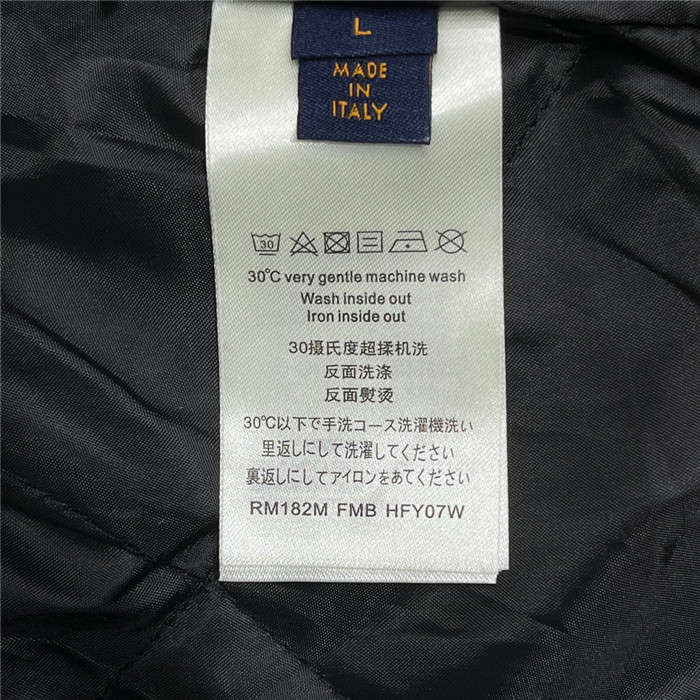 L
MADE
IN
ITALY
30
30℃ very gentle machine wash
Wash inside out
Iron inside out
30摄氏度超揉机洗
反面洗涤
反面熨烫
30℃以下で手洗コース洗濯機洗い
里返しにして洗濯してください
裏返しにしてアイロンをあてください
RM182M FMB HFY07W